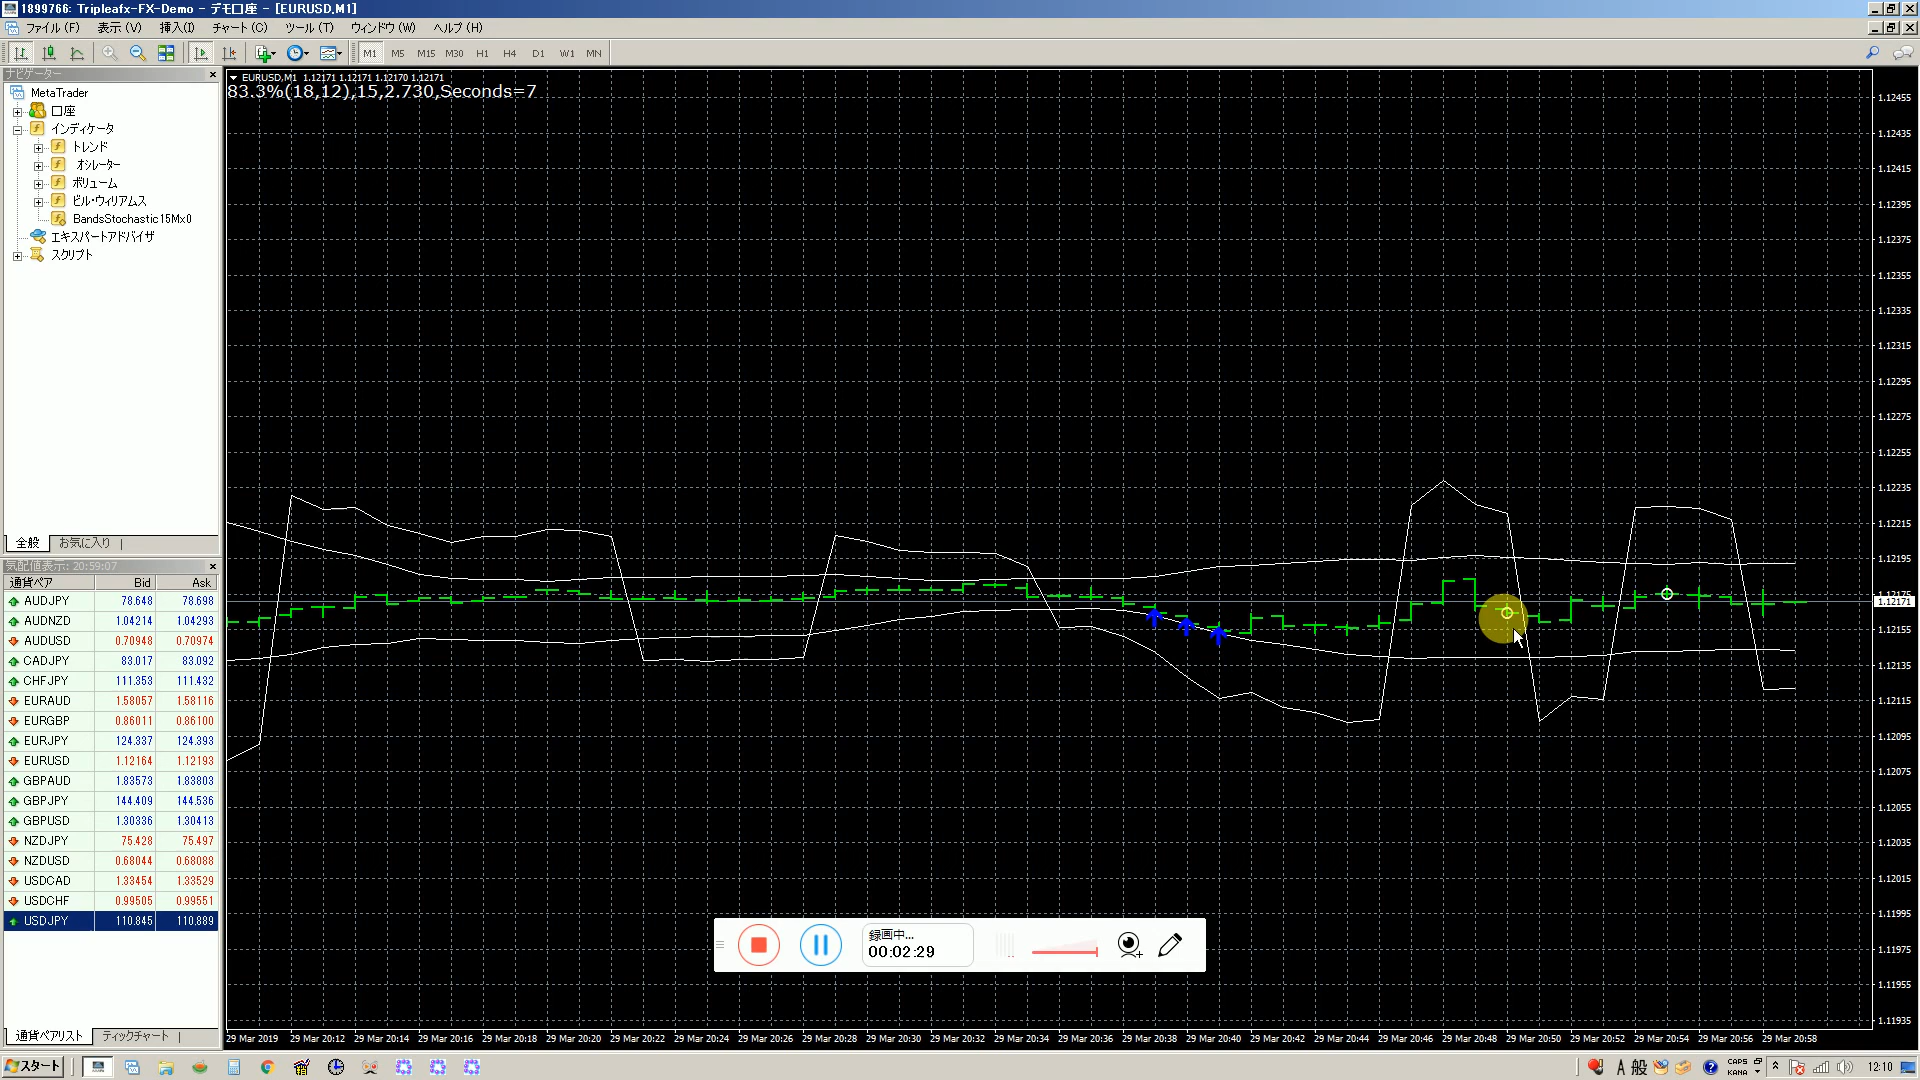 1899766: Tripleafx-FX-Demo - デモ口座 - [EURUSD,M1]
ファイル (F) 表示 (V) 挿入(I) チャート (C) ツール (T) ウィンドウ (W) ヘルプ (H)
M1 M5 M15 M30 H1 H4 D1 W1 MN
ナビゲーター
MetaTrader
口座
インディケータ
トレンド
オシレーター
ボリューム
ビル・ウィリアムス
BandsStochastic15Mx0
エキスパートアドバイザ
スクリプト
全般 お気に入り
気配値表示: 20:59:07
通貨ペア Bid Ask
AUDJPY 78.648 78.698
AUDNZD 1.04214 1.04293
AUDUSD 0.70948 0.70974
CADJPY 83.017 83.092
CHFJPY 111.353 111.432
EURAUD 1.58057 1.58116
EURGBP 0.86011 0.86100
EURJPY 124.337 124.393
EURUSD 1.12164 1.12193
GBPAUD 1.83573 1.83803
GBPJPY 144.409 144.536
GBPUSD 1.30336 1.30413
NZDJPY 75.428 75.497
NZDUSD 0.68044 0.68088
USDCAD 1.33454 1.33529
USDCHF 0.99505 0.99551
USDJPY 110.845 110.889
通貨ペアリスト ティックチャート
EURUSD,M1 1.12171 1.12171 1.12170 1.12171
83.3%(18,12),15,2.730,Seconds=7
1.12455
1.12435
1.12415
1.12395
1.12375
1.12355
1.12335
1.12315
1.12295
1.12275
1.12255
1.12235
1.12215
1.12195
1.12175
1.12171
1.12155
1.12135
1.12115
1.12095
1.12075
1.12055
1.12035
1.12015
1.11995
1.11975
1.11955
1.11935
録画中...
00:02:29
29 Mar 2019 29 Mar 20:12 29 Mar 20:14 29 Mar 20:16 29 Mar 20:18 29 Mar 20:20 29 Mar 20:22 29 Mar 20:24 29 Mar 20:26 29 Mar 20:28 29 Mar 20:30 29 Mar 20:32 29 Mar 20:34 29 Mar 20:36 29 Mar 20:38 29 Mar 20:40 29 Mar 20:42 29 Mar 20:44 29 Mar 20:46 29 Mar 20:48 29 Mar 20:50 29 Mar 20:52 29 Mar 20:54 29 Mar 20:56 29 Mar 20:58
スタート
A 般 CAPS KANA 12:10